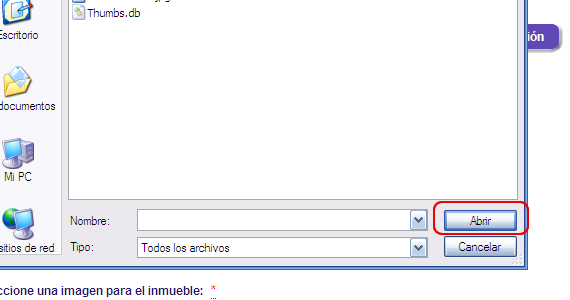 Thumbs.db
Escritorio
ión
documentos
Mi PC
sitios de red
Nombre:
Abrir
Tipo:
Todos los archivos
Cancelar
ccione una imagen para el inmueble: *